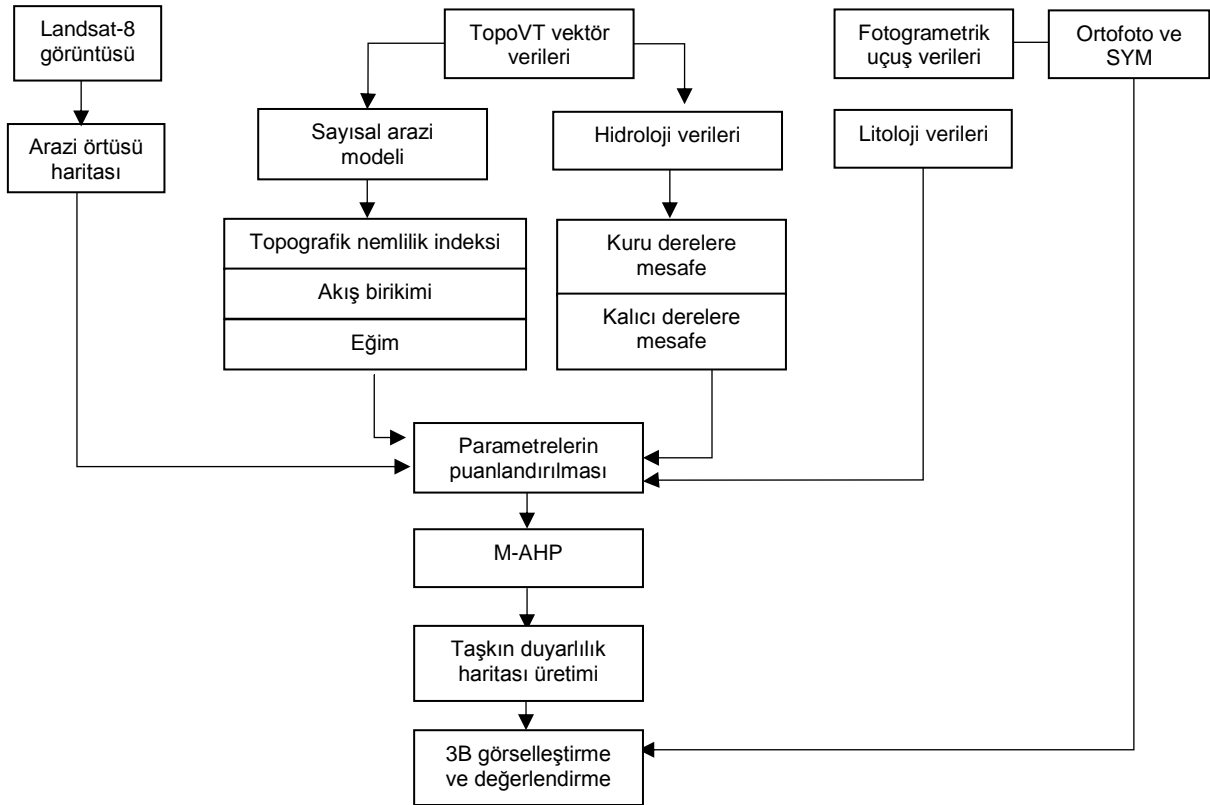 Landsat-8
görüntüsü
TopoVT vektör
verileri
Fotogrametrik
uçuş verileri
Ortofoto ve
SYM
Arazi örtüsü
haritası
Sayısal arazi
modeli
Hidroloji verileri
Litoloji verileri
Topografik nemlilik indeksi
Akış birikimi
Eğim
Kuru derelere
mesafe
Kalıcı derelere
mesafe
Parametrelerin
puanlandırılması
M-AHP
Taşkın duyarlılık
haritası üretimi
3B görselleştirme
ve değerlendirme